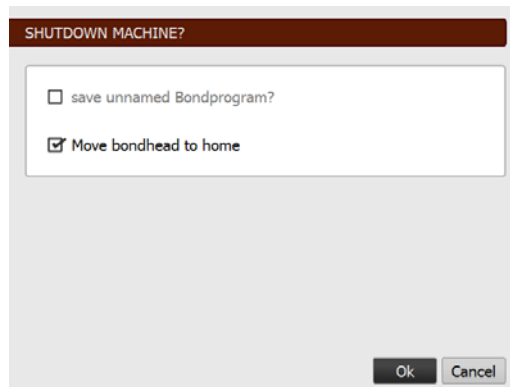 SHUTDOWN MACHINE?
save unnamed Bondprogram?
Move bondhead to home
Ok Cancel